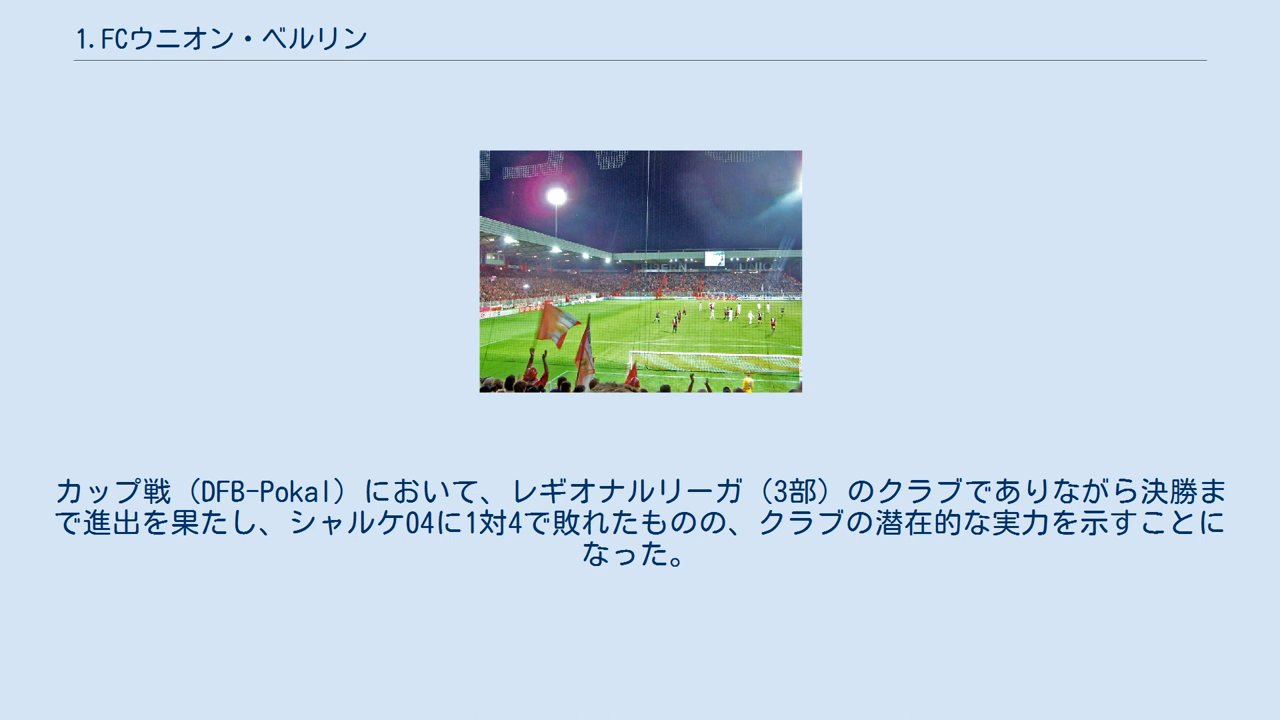 1.FCウニオン・ベルリン
カップ戦（DFB-Pokal）において、レギオナルリーガ（3部）のクラブでありながら決勝ま
で進出を果たし、シャルケ04に1対4で敗れたものの、クラブの潜在的な実力を示すことに
なった。